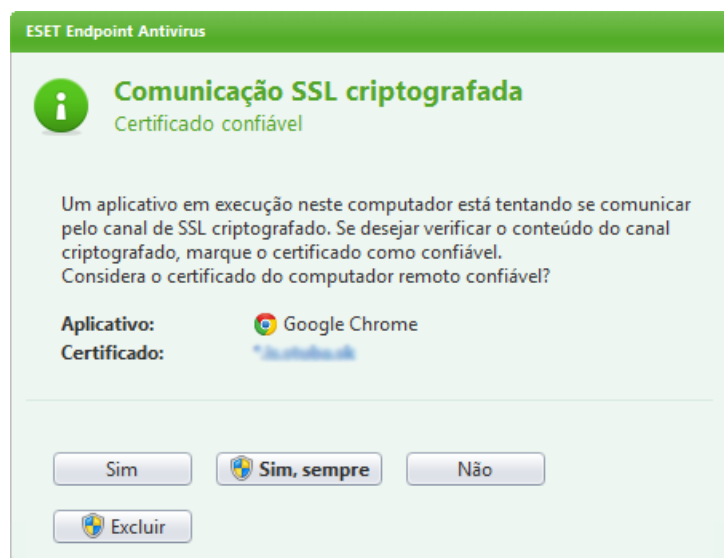 ESET Endpoint Antivirus
Comunicação SSL criptografada
Certificado confiável
Um aplicativo em execução neste computador está tentando se comunicar
pelo canal de SSL criptografado. Se desejar verificar o conteúdo do canal
criptografado, marque o certificado como confiável.
Considera o certificado do computador remoto confiável?
Aplicativo: Google Chrome
Certificado:
Sim Sim, sempre Não
Excluir